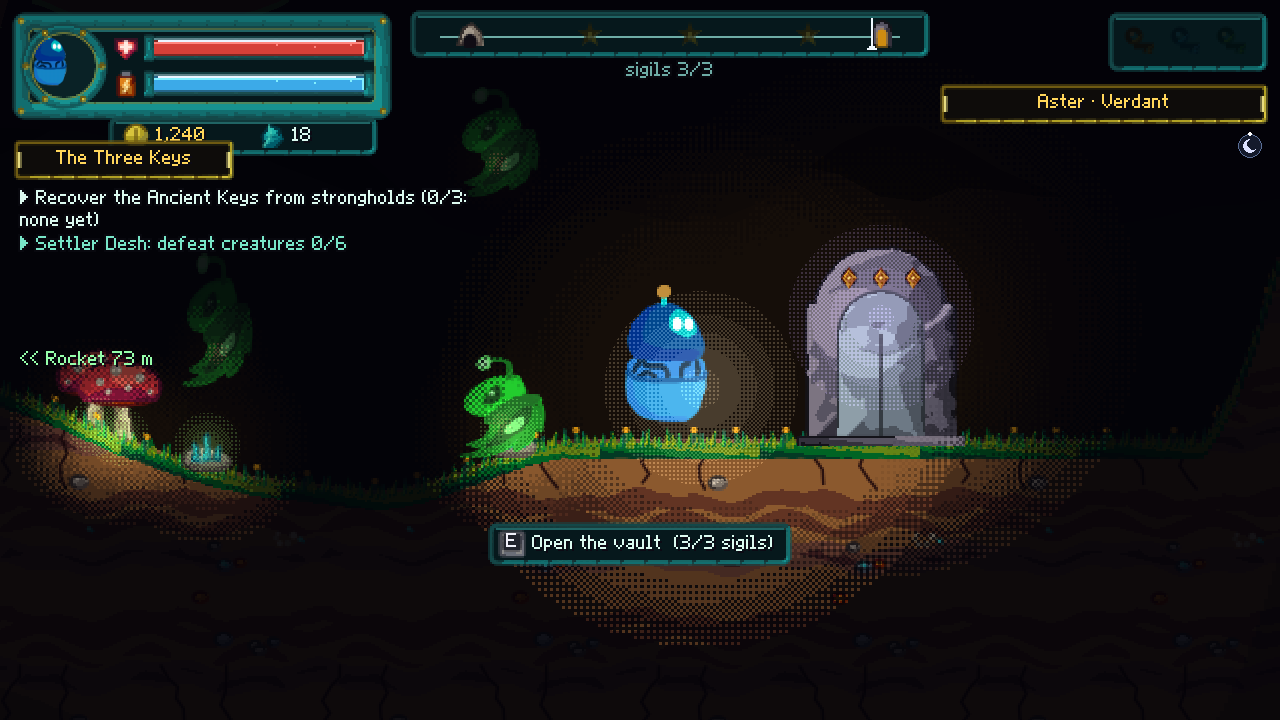 sigils 3/3
Aster · Verdant
1,240
18
The Three Keys
Recover the Ancient Keys from strongholds (0/3:
none yet)
Settler Desh: defeat creatures 0/6
<< Rocket 73 m
E Open the vault (3/3 sigils)